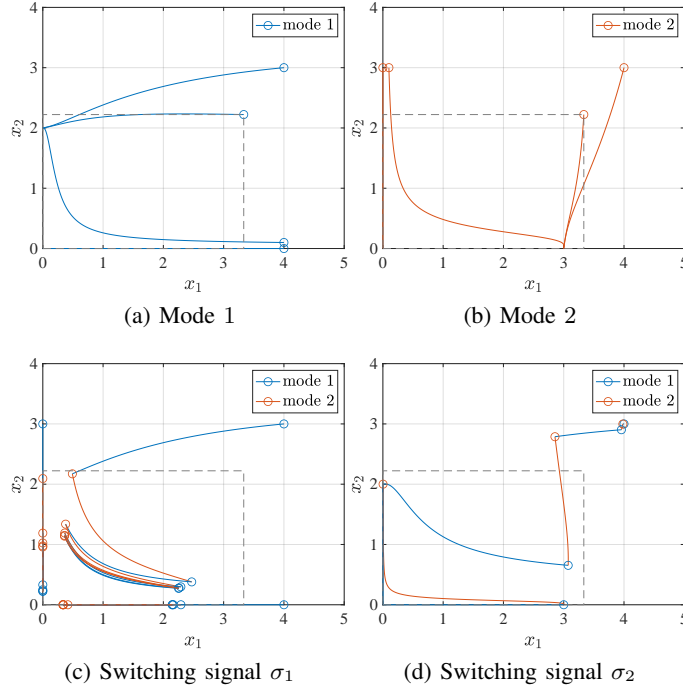 4
mode 1
3
x₂
2
1
0
0 1 2 3 4 5
x₁
(a) Mode 1
4
mode 2
3
x₂
2
1
0
0 1 2 3 4 5
x₁
(b) Mode 2
4
mode 1
mode 2
3
x₂
2
1
0
0 1 2 3 4 5
x₁
(c) Switching signal σ₁
4
mode 1
mode 2
3
x₂
2
1
0
0 1 2 3 4 5
x₁
(d) Switching signal σ₂